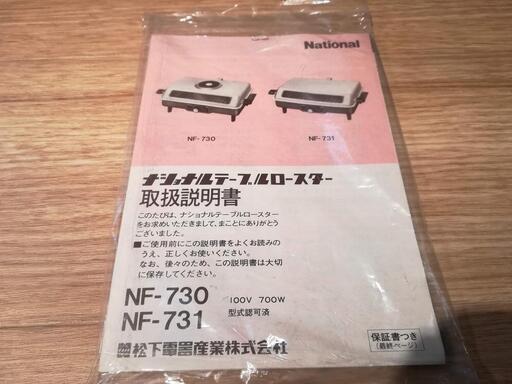 National
NF-730
NF-731
ナショナルテーブルロースター
取扱説明書
このたびは、ナショナルテーブルロースター
をお求めいただきまして、まことにありがとう
ございました。
■ご使用前にこの説明書をよくお読みの
うえ、正しくお使いください。
なお、後々のため、この説明書は大切
に保存してください。
NF-730
100V 700W
NF-731
型式認可済
松下電器産業株式会社
保証書つき
(最終ページ)